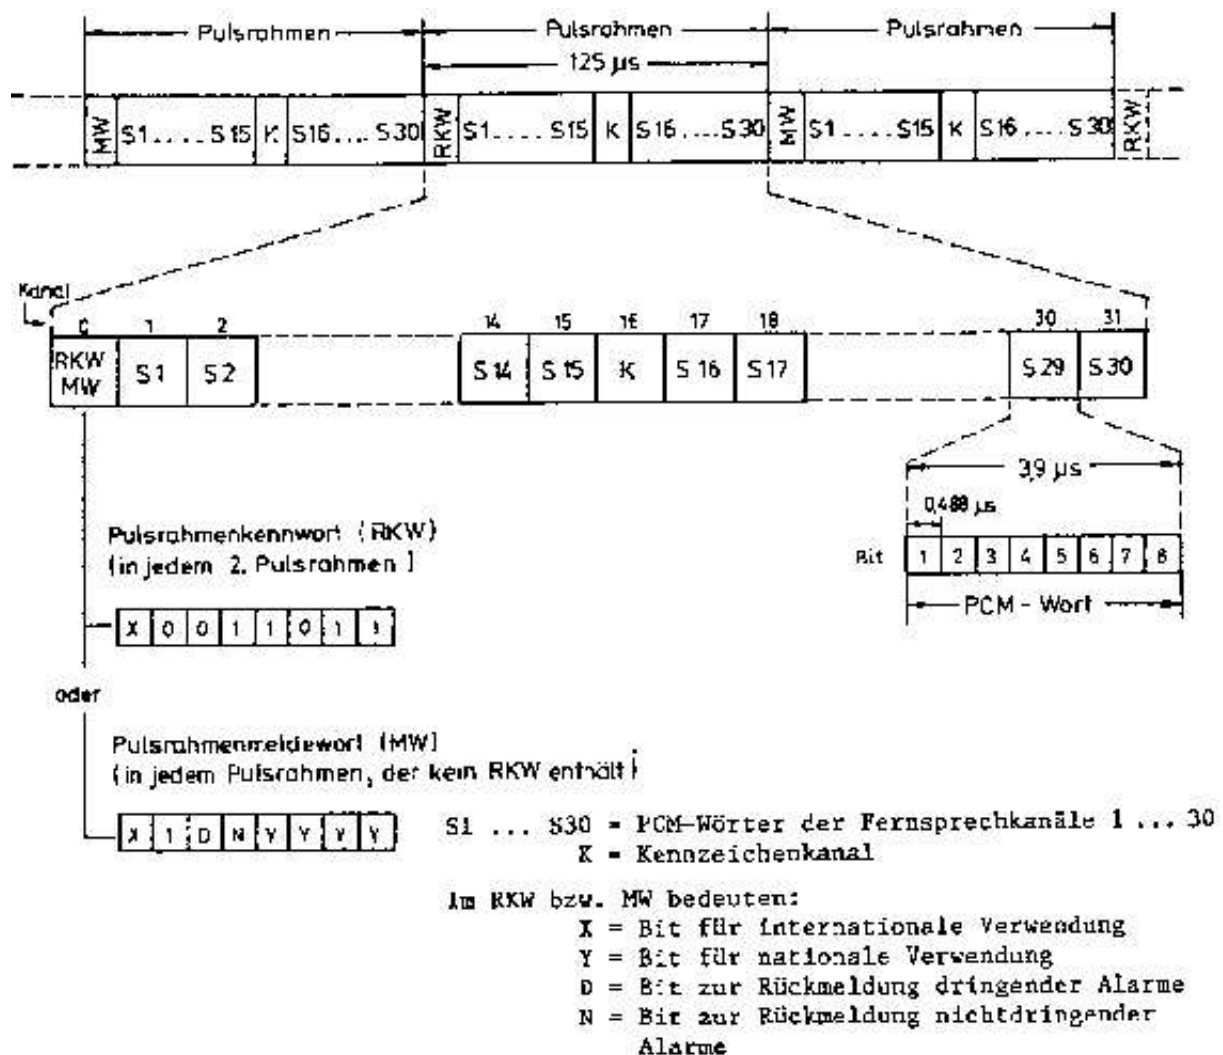 Pulsrahmen Pulsrahmen Pulsrahmen
125 µs
MW S1.....S15 K S16....S30 RKW S1.....S15 K S16....S30 MW S1.....S15 K S16....S30 RKW
Kanal
0 1 2 14 15 16 17 18 30 31
RKW
MW S1 S2 S14 S15 K S16 S17 S29 S30
3,9 µs
0,488 µs
Bit 1 2 3 4 5 6 7 8
PCM - Wort
Pulsrahmenkennwort (RKW)
(in jedem 2. Pulsrahmen)
X 0 0 1 1 0 1 1
oder
Pulsrahmenmeldewort (MW)
(in jedem Pulsrahmen, der kein RKW enthält)
X 1 D N Y Y Y Y
S1 ... S30 = PCM-Wörter der Fernsprechkanäle 1 ... 30
K = Kennzeichenkanal
Im RKW bzw. MW bedeuten:
X = Bit für internationale Verwendung
Y = Bit für nationale Verwendung
D = Bit zur Rückmeldung dringender Alarme
N = Bit zur Rückmeldung nichtdringender
Alarme